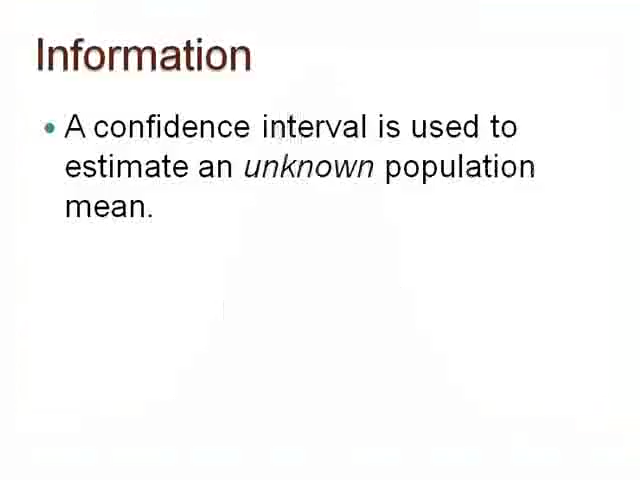 Information
• A confidence interval is used to
estimate an unknown population
mean.